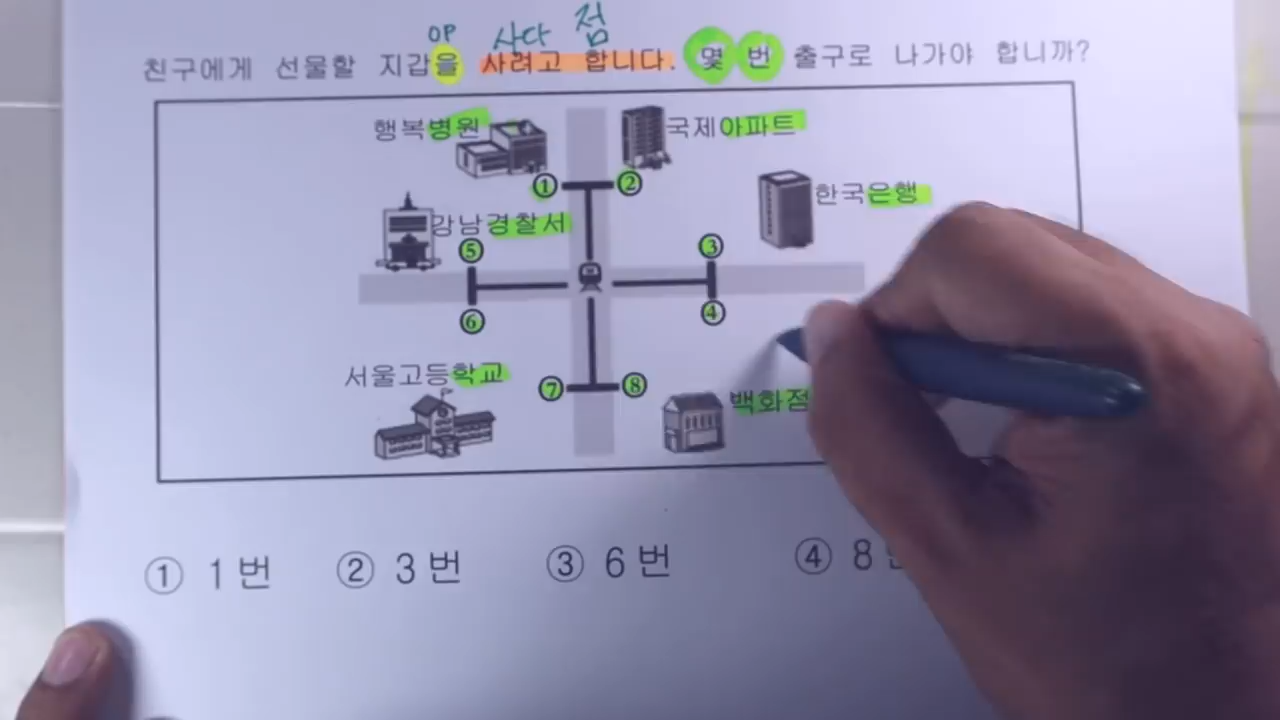 OP 사다 점
친구에게 선물할 지갑을 사려고 합니다. 몇 번 출구로 나가야 합니까?
행복병원 국제아파트
① ②
한국은행
강남경찰서
⑤ ③
⑥ ④
서울고등학교
⑦ ⑧
백화점
① 1번 ② 3번 ③ 6번 ④ 8